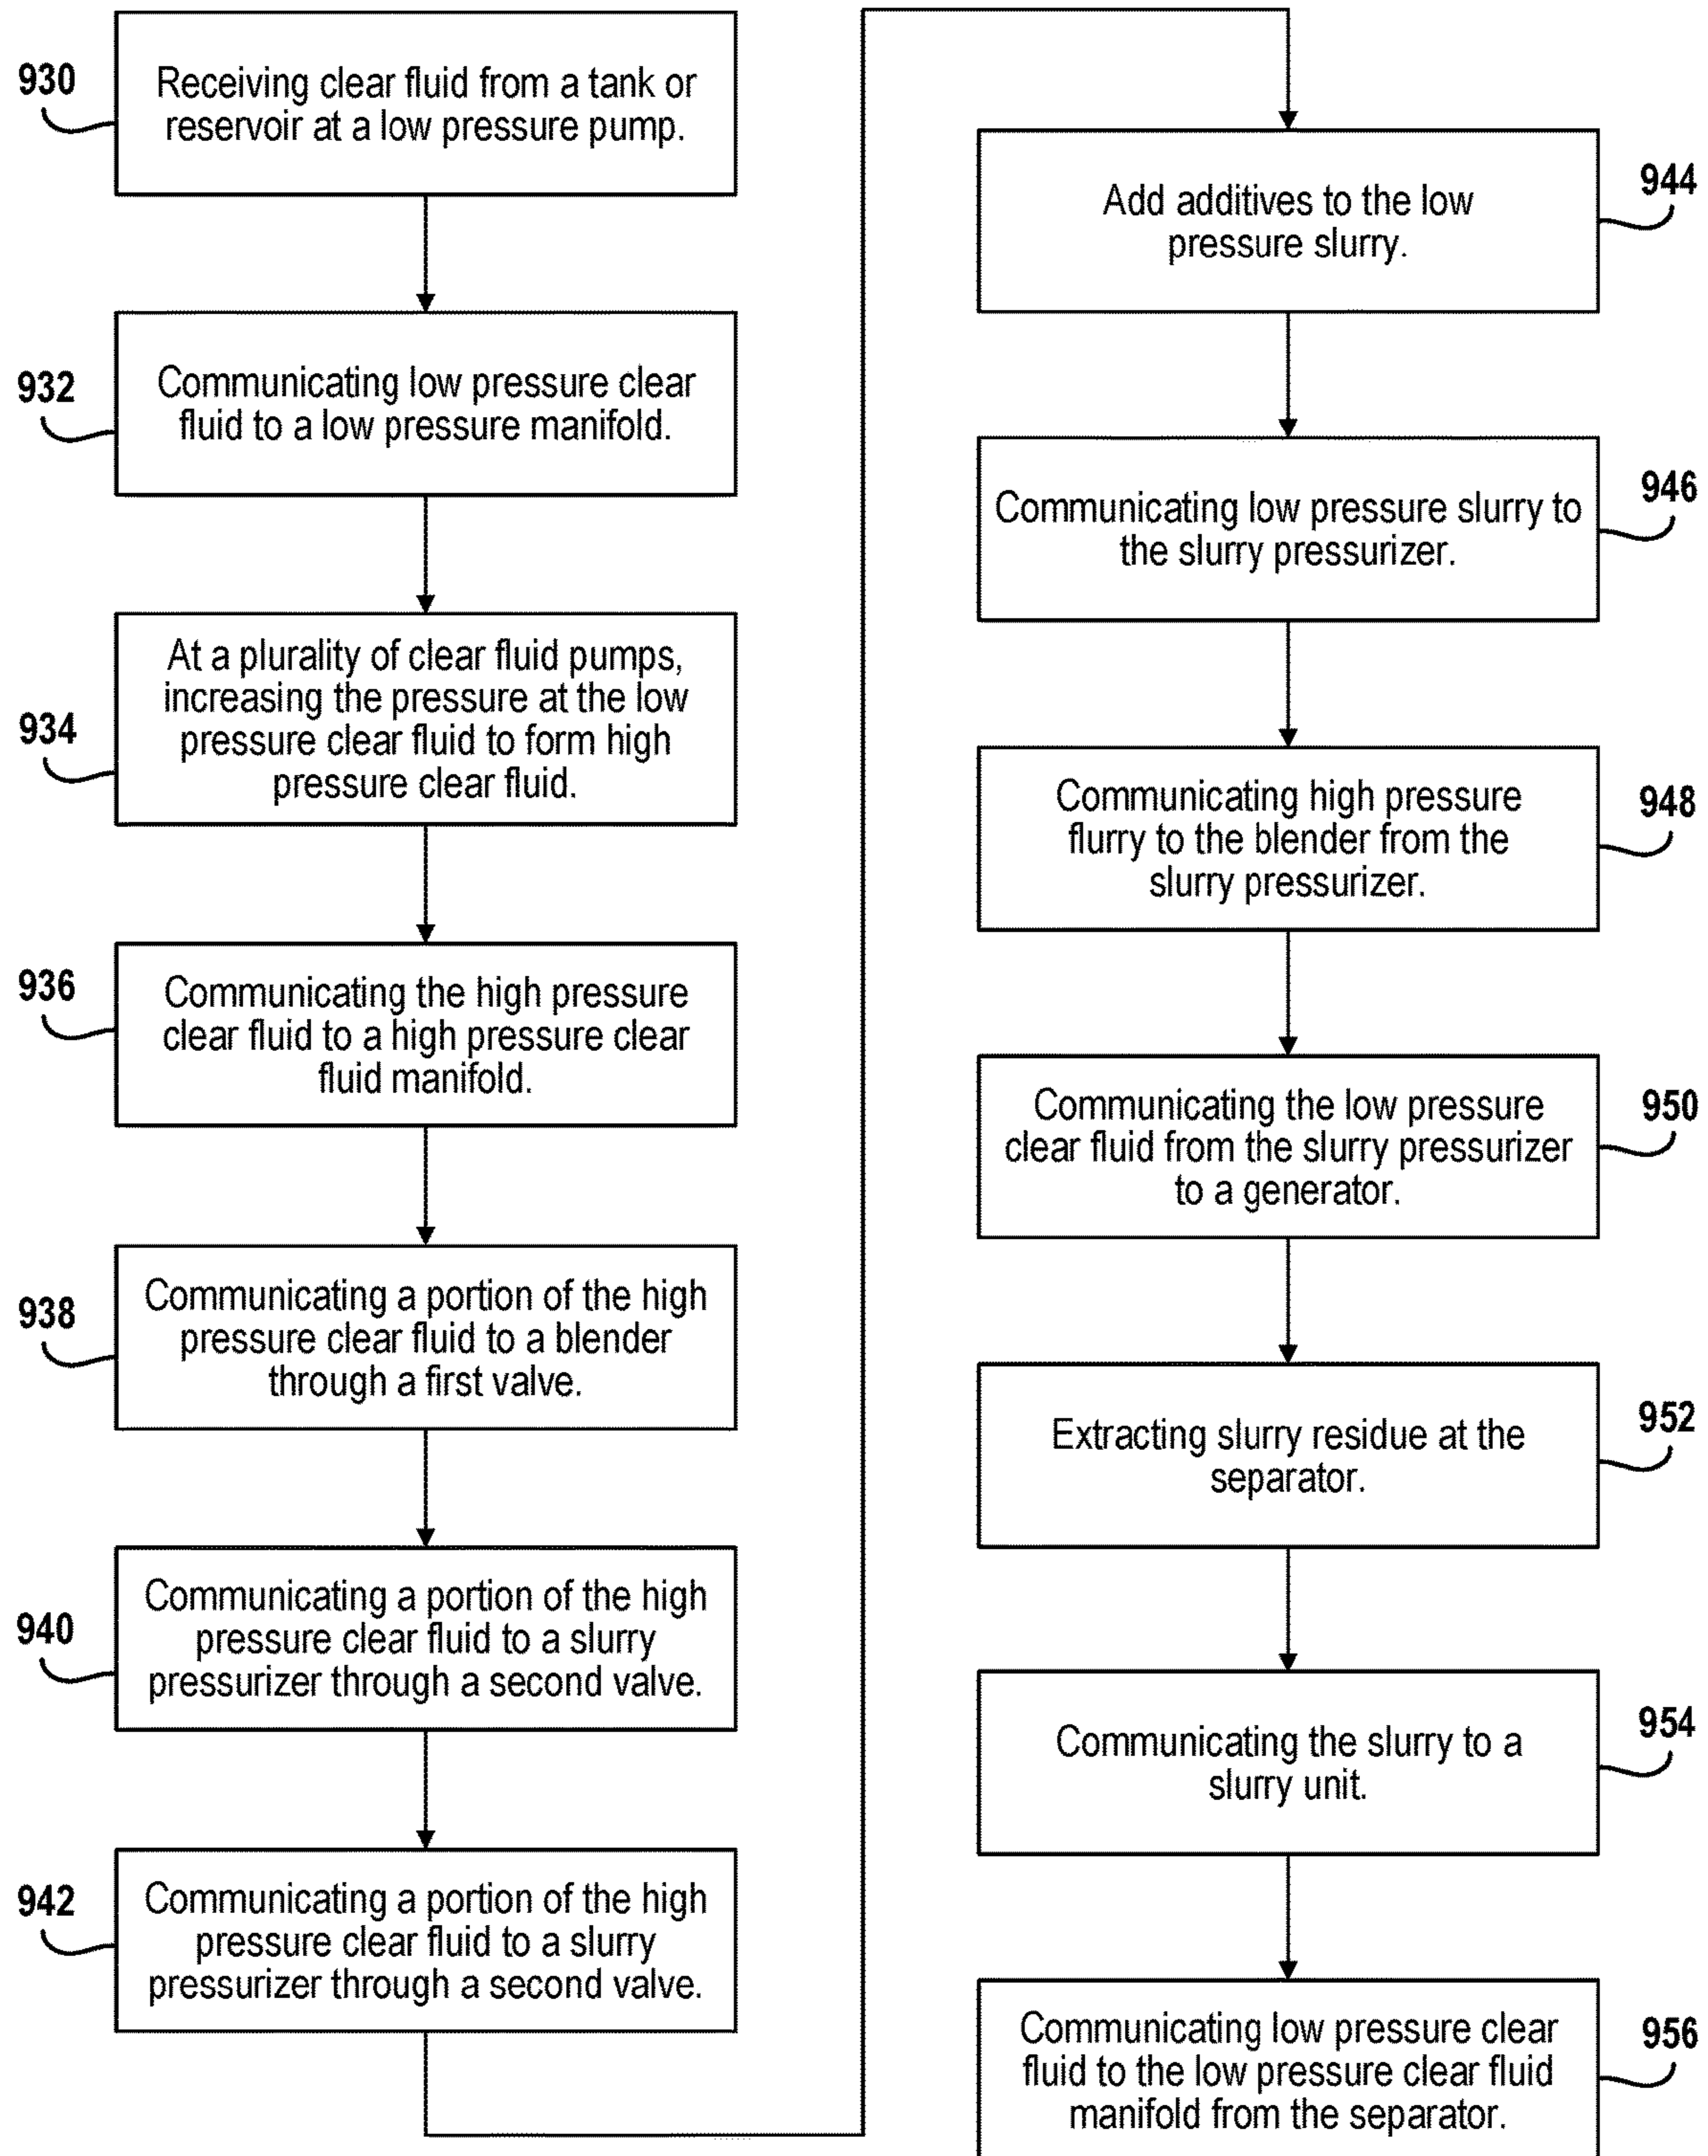 930
Receiving clear fluid from a tank or
reservoir at a low pressure pump.
932
Communicating low pressure clear
fluid to a low pressure manifold.
934
At a plurality of clear fluid pumps,
increasing the pressure at the low
pressure clear fluid to form high
pressure clear fluid.
936
Communicating the high pressure
clear fluid to a high pressure clear
fluid manifold.
938
Communicating a portion of the high
pressure clear fluid to a blender
through a first valve.
940
Communicating a portion of the high
pressure clear fluid to a slurry
pressurizer through a second valve.
942
Communicating a portion of the high
pressure clear fluid to a slurry
pressurizer through a second valve.
944
Add additives to the low
pressure slurry.
946
Communicating low pressure slurry to
the slurry pressurizer.
948
Communicating high pressure
flurry to the blender from the
slurry pressurizer.
950
Communicating the low pressure
clear fluid from the slurry pressurizer
to a generator.
952
Extracting slurry residue at the
separator.
954
Communicating the slurry to a
slurry unit.
956
Communicating low pressure clear
fluid to the low pressure clear fluid
manifold from the separator.